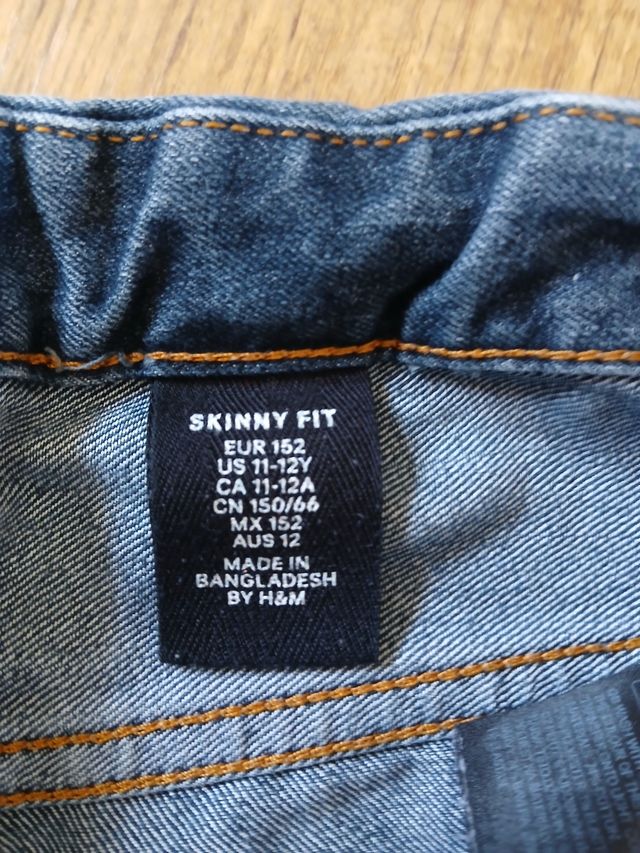 SKINNY FIT
EUR 152
US 11-12Y
CA 11-12A
CN 150/66
MX 152
AUS 12
MADE IN
BANGLADESH
BY H&M